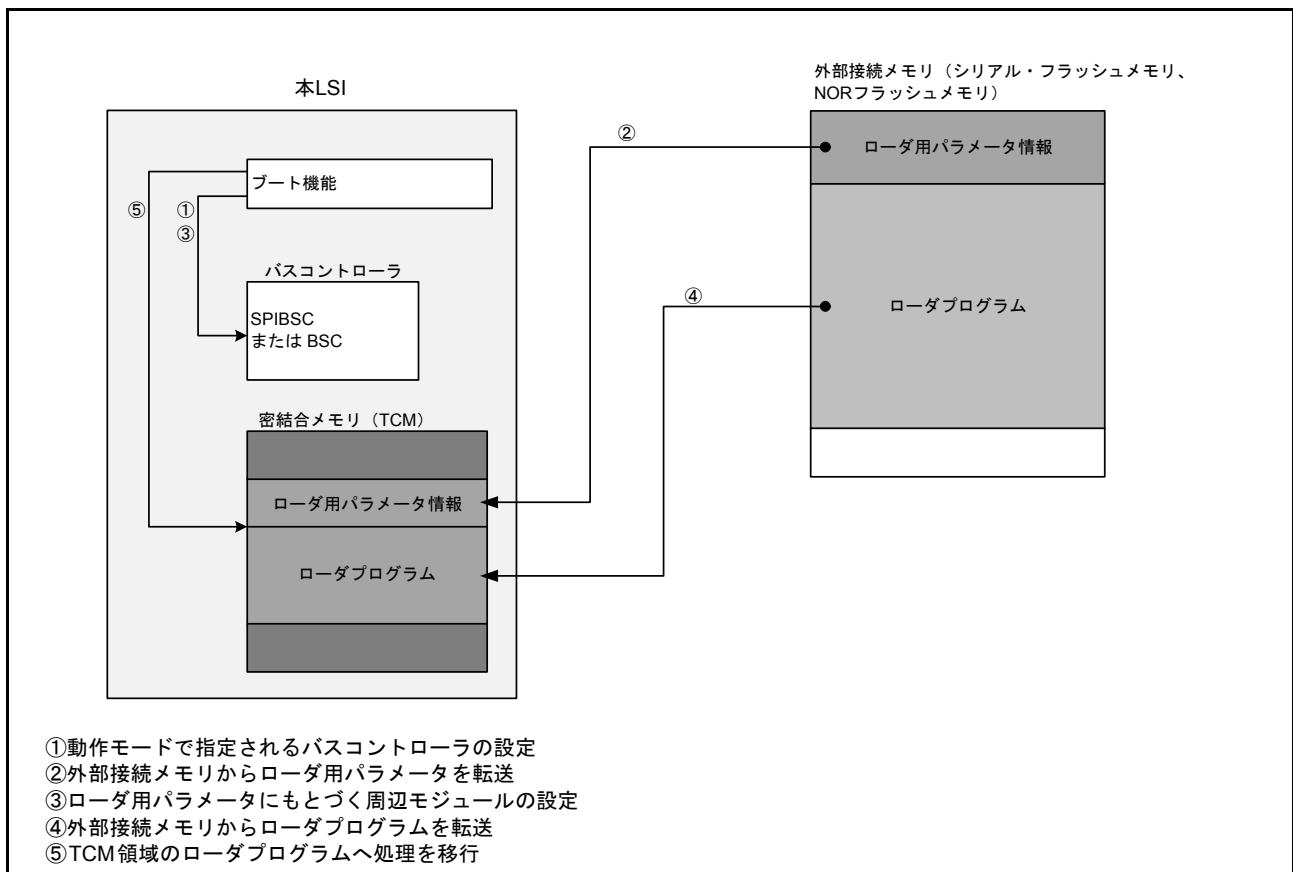 本LSI
外部接続メモリ（シリアル・フラッシュメモリ、
NORフラッシュメモリ）
②
ローダ用パラメータ情報
ブート機能
⑤
①
③
バスコントローラ
SPIBSC
または BSC
④
ローダプログラム
密結合メモリ（TCM）
ローダ用パラメータ情報
ローダプログラム
①動作モードで指定されるバスコントローラの設定
②外部接続メモリからローダ用パラメータを転送
③ローダ用パラメータにもとづく周辺モジュールの設定
④外部接続メモリからローダプログラムを転送
⑤TCM領域のローダプログラムへ処理を移行